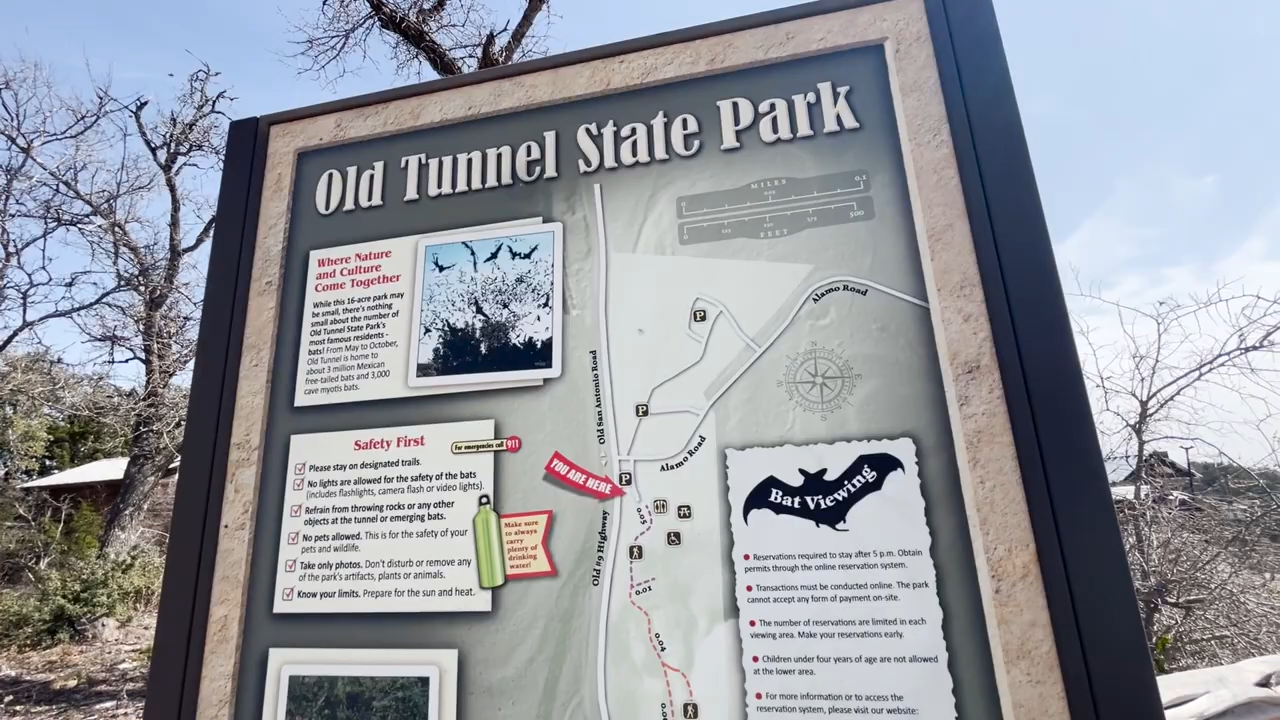 Old Tunnel State Park
MILES
0
0.1
0
500
FEET
Where Nature
and Culture
Come Together
While this 16-acre park may
be small, there's nothing
small about the number of
Old Tunnel State Park's
most famous residents -
bats! From May to October,
Old Tunnel is home to
about 3 million Mexican
free-tailed bats and 3,000
cave myotis bats.
P
Alamo Road
N
E
S
W
Old San Antonio Road
P
Alamo Road
Safety First
For emergencies call 911
Please stay on designated trails.
No lights are allowed for the safety of the bats
(includes flashlights, camera flash or video lights).
Refrain from throwing rocks or any other
objects at the tunnel or emerging bats.
No pets allowed. This is for the safety of your
pets and wildlife.
Take only photos. Don't disturb or remove any
of the park's artifacts, plants or animals.
Know your limits. Prepare for the sun and heat.
Make sure
to always
carry
plenty of
drinking
water!
YOU ARE HERE
P
0.05
Old #9 Highway
0.01
0.04
Bat Viewing
Reservations required to stay after 5 p.m. Obtain
permits through the online reservation system.
Transactions must be conducted online. The park
cannot accept any form of payment on-site.
The number of reservations are limited in each
viewing area. Make your reservations early.
Children under four years of age are not allowed
at the lower area.
For more information or to access the
reservation system, please visit our website: